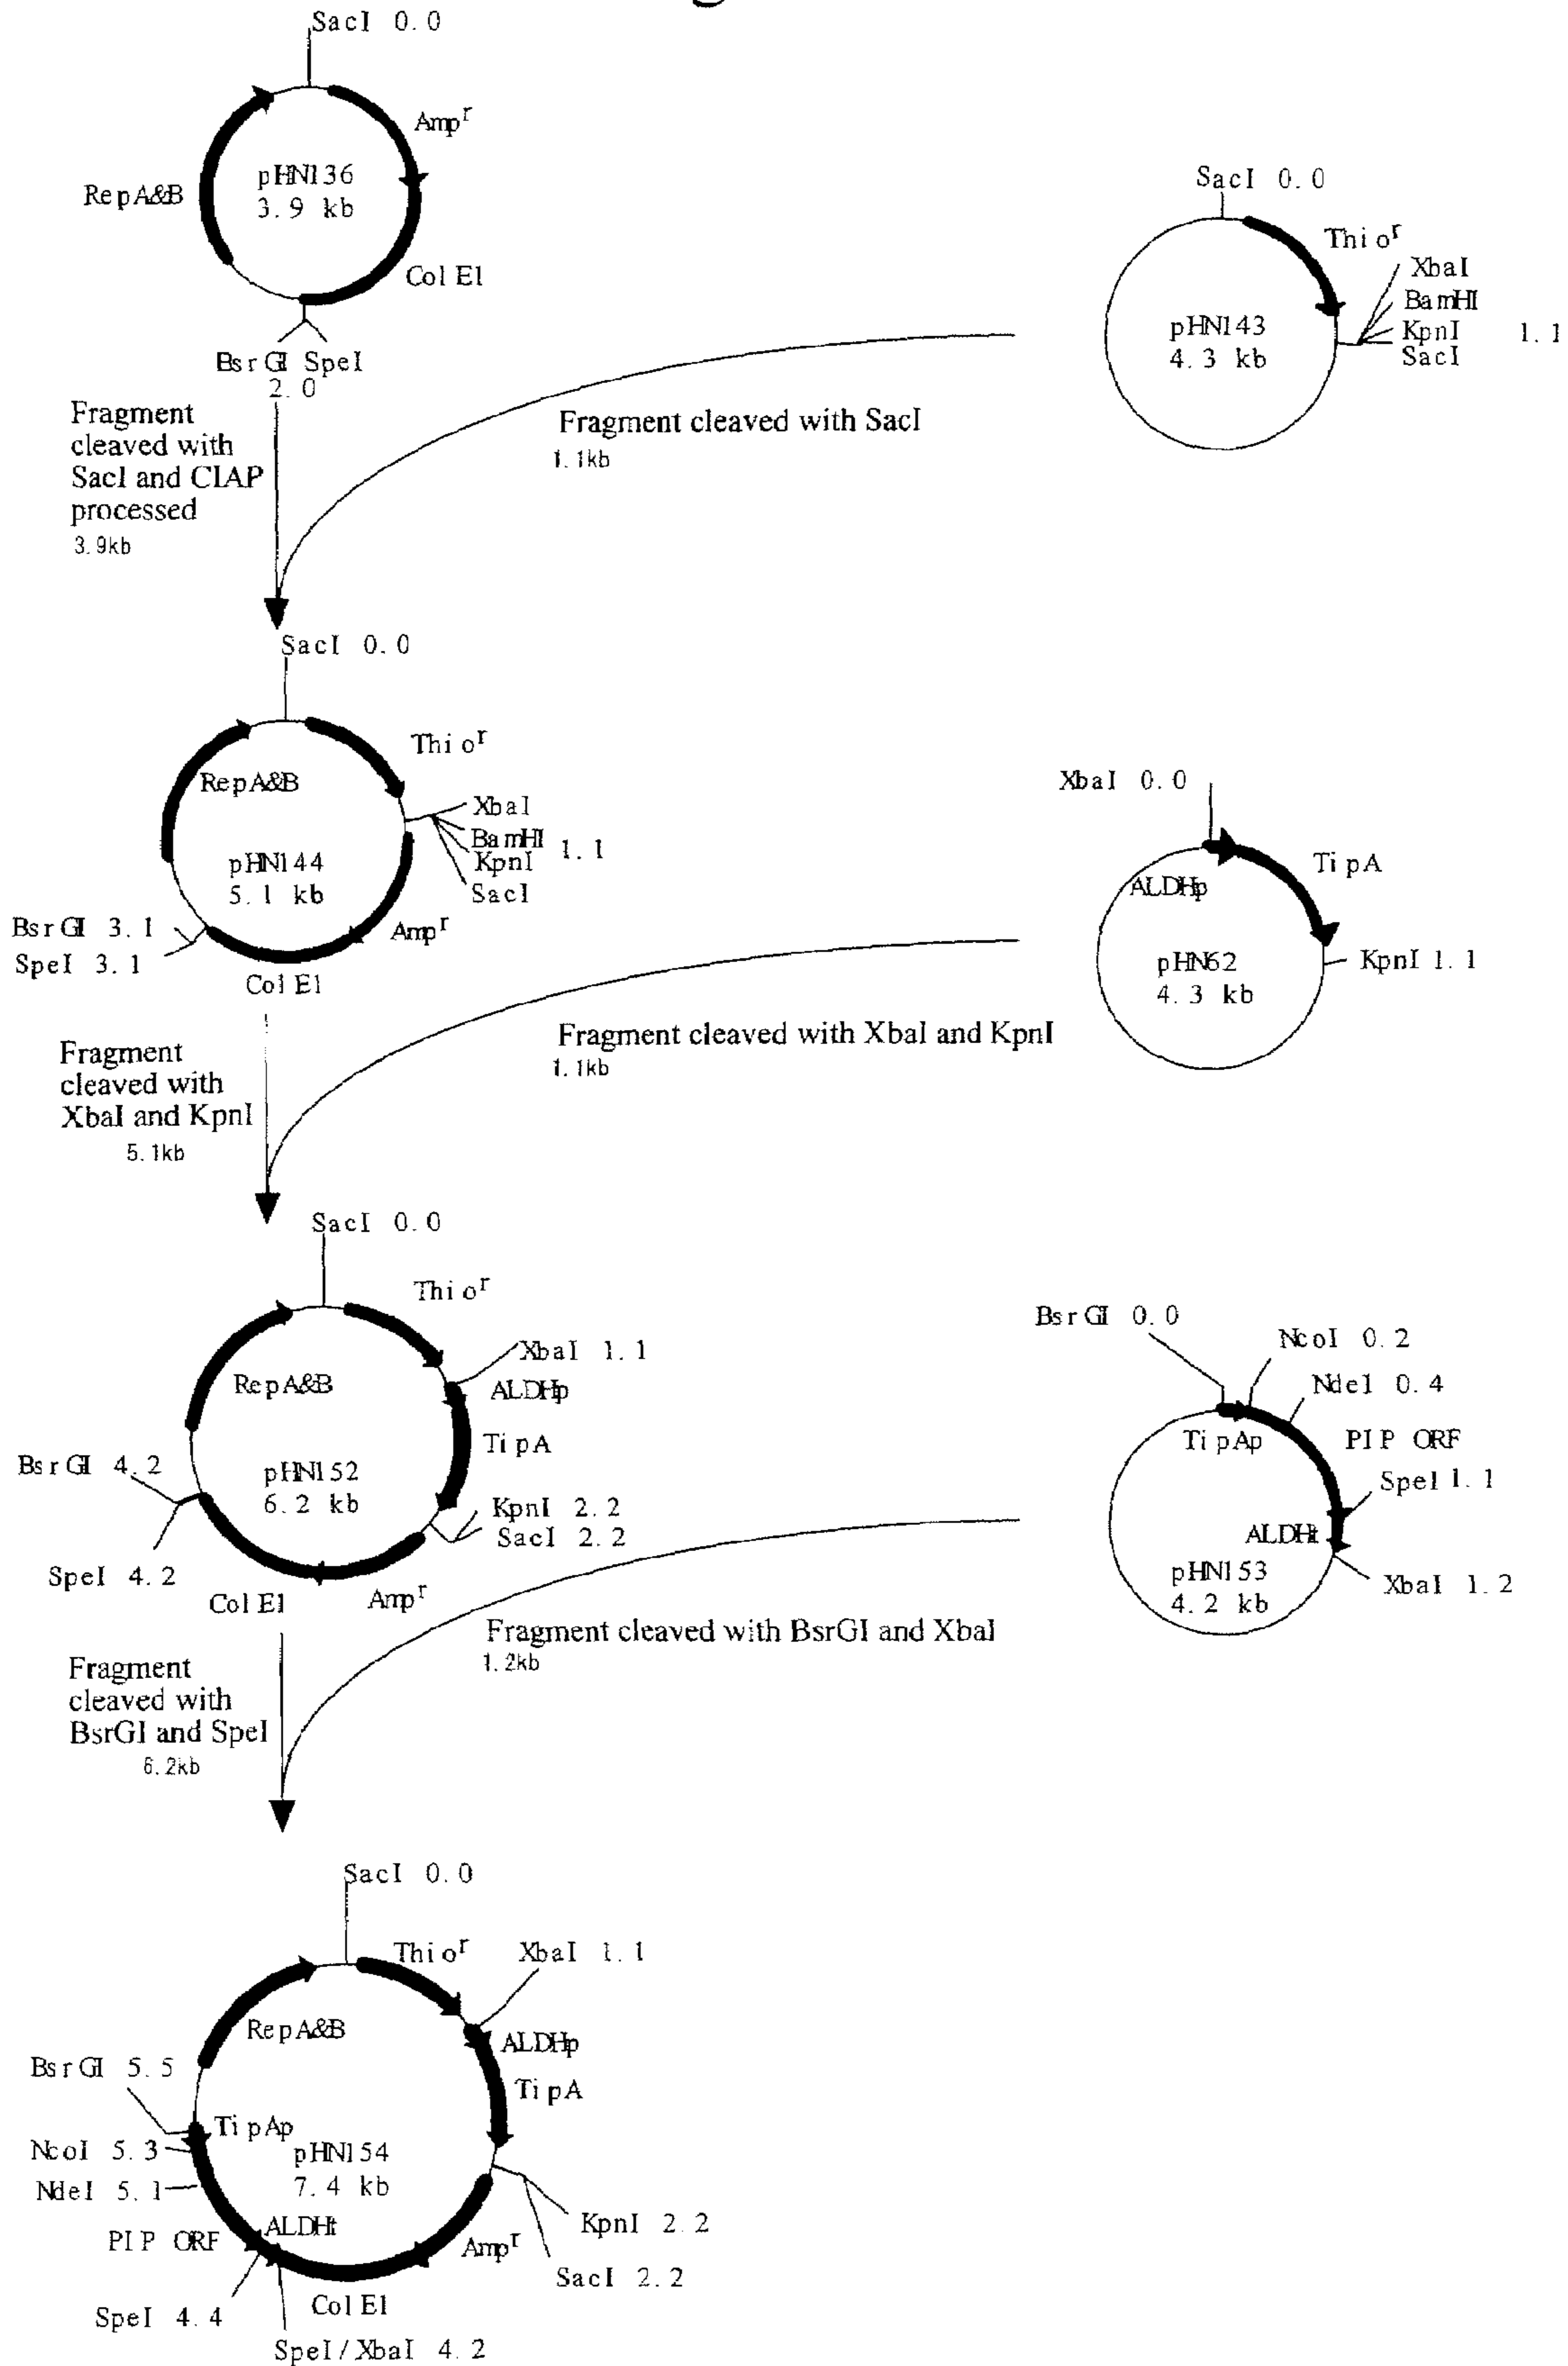 SacI 0.0
Amp^r
pHN136
3.9 kb
RepA&B
Col E1
BsrGI SpeI
2.0
SacI 0.0
Thio^r
XbaI
BamHI
KpnI 1.1
SacI
pHN143
4.3 kb
Fragment
cleaved with
SacI and CIAP
processed
3.9kb
Fragment cleaved with SacI
1.1kb
SacI 0.0
Thio^r
RepA&B
XbaI
BamHI 1.1
KpnI
SacI
pHN144
5.1 kb
BsrGI 3.1
SpeI 3.1
Amp^r
Col E1
XbaI 0.0
TipA
ALDHp
pHN62
4.3 kb
KpnI 1.1
Fragment
cleaved with
XbaI and KpnI
5.1kb
Fragment cleaved with XbaI and KpnI
1.1kb
SacI 0.0
Thio^r
XbaI 1.1
RepA&B
ALDHp
TipA
BsrGI 4.2
pHN152
6.2 kb
KpnI 2.2
SacI 2.2
SpeI 4.2
Col E1
Amp^r
BsrGI 0.0
NcoI 0.2
Nde1 0.4
TipAp
PIP ORF
SpeI 1.1
ALDHt
pHN153
4.2 kb
XbaI 1.2
Fragment
cleaved with
BsrGI and SpeI
6.2kb
Fragment cleaved with BsrGI and XbaI
1.2kb
SacI 0.0
Thio^r
XbaI 1.1
RepA&B
ALDHp
TipA
BsrGI 5.5
TipAp
NcoI 5.3
pHN154
7.4 kb
NdeI 5.1
PIP ORF
ALDHt
KpnI 2.2
Amp^r
SacI 2.2
SpeI 4.4
Col E1
SpeI/XbaI 4.2